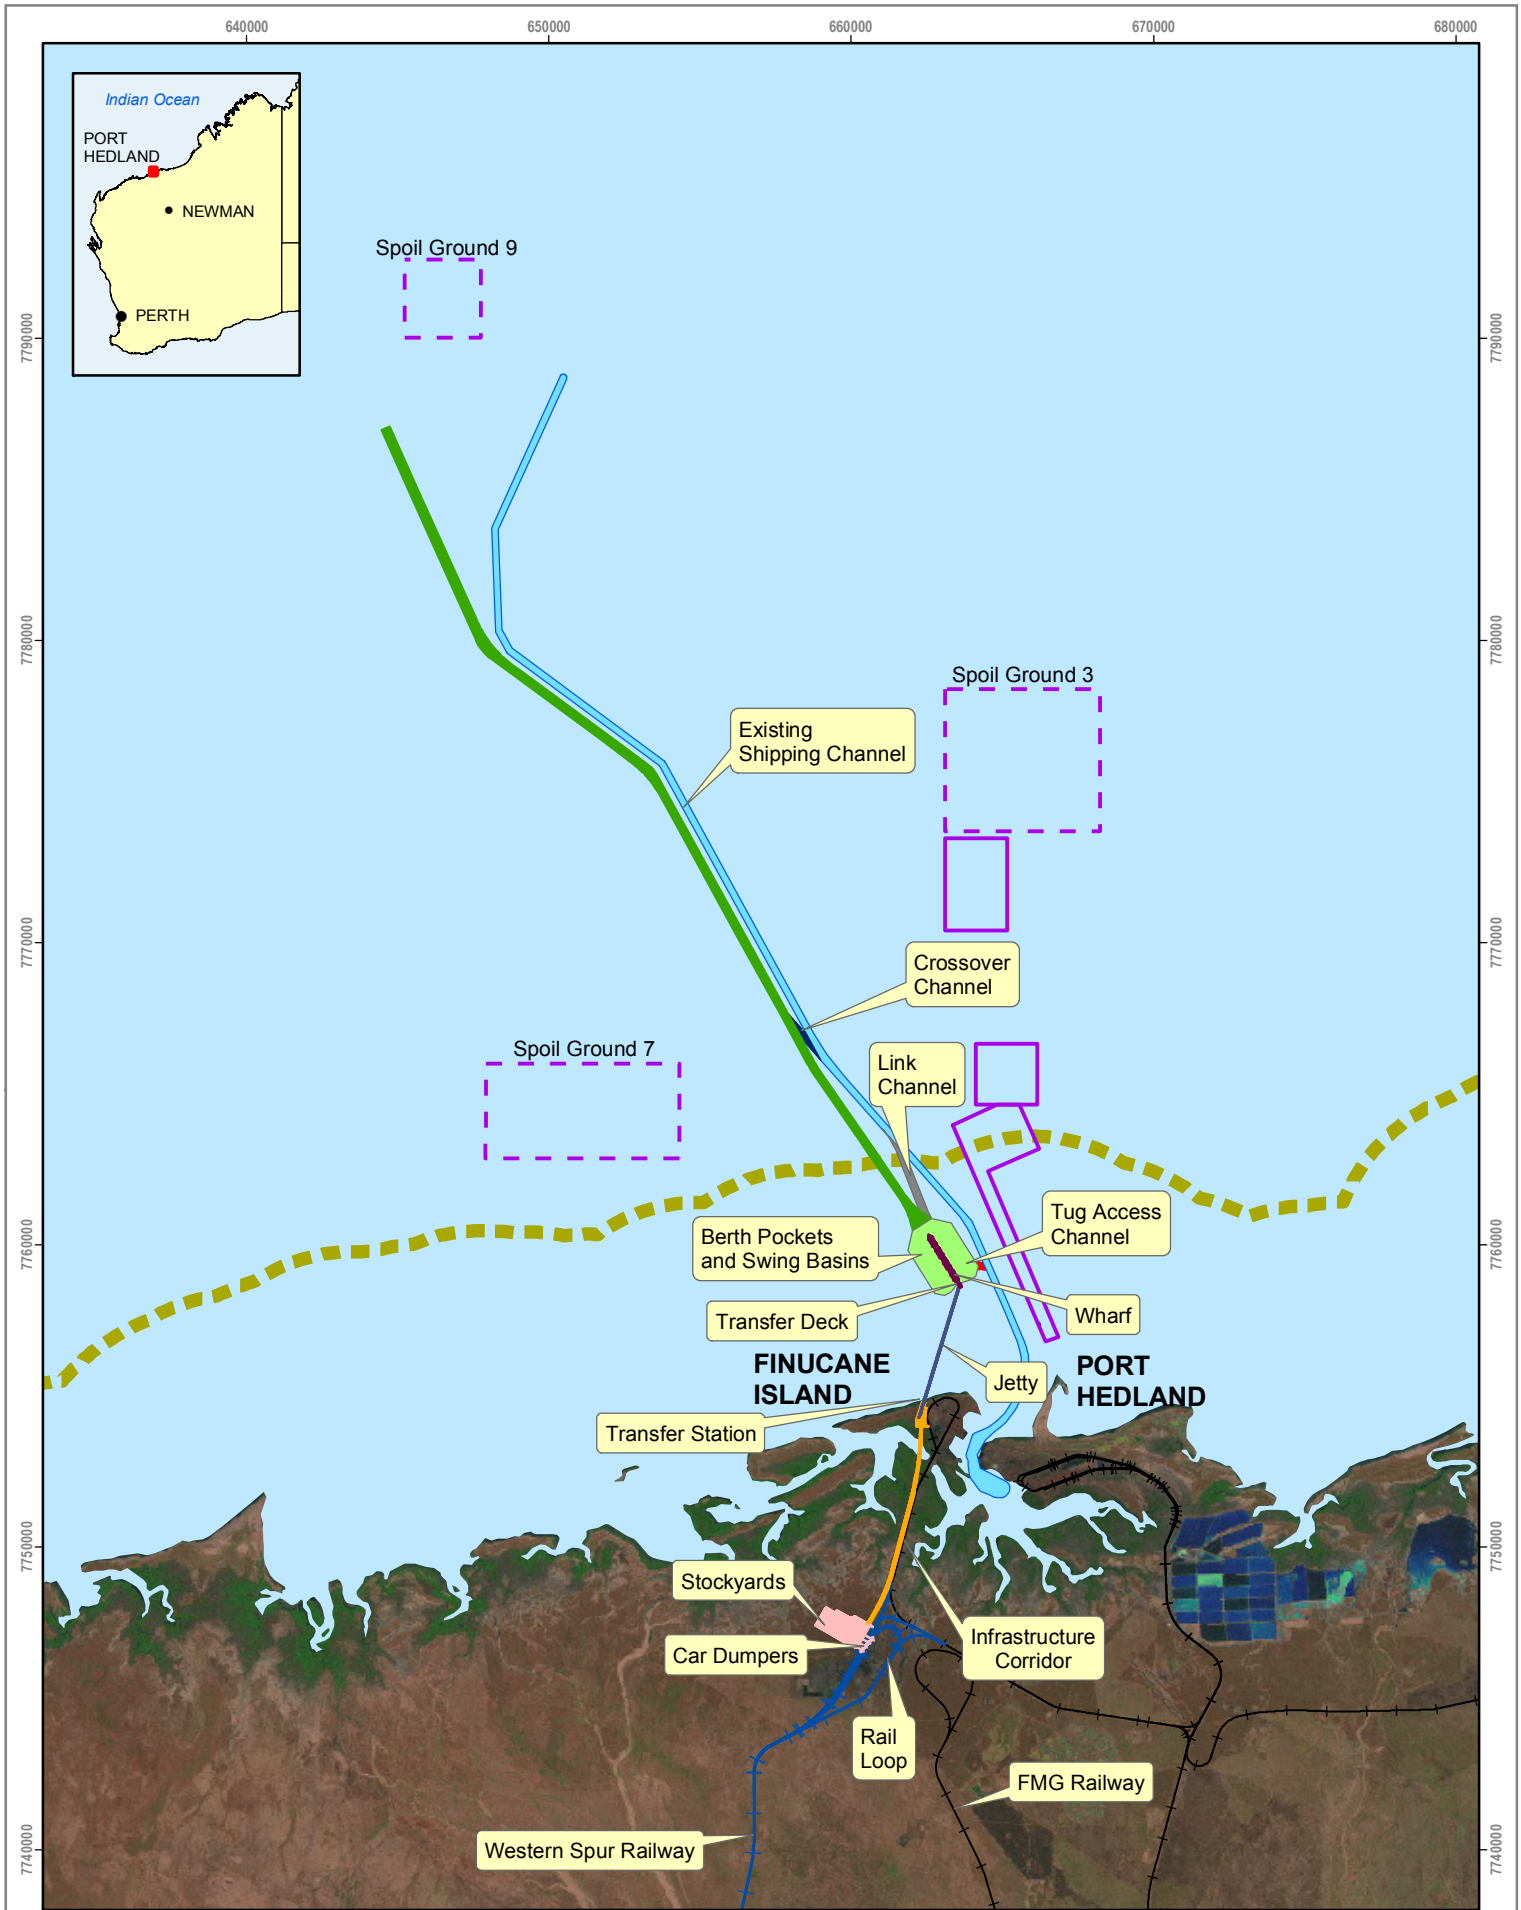 640000
650000
660000
670000
680000
Indian Ocean
PORT
HEDLAND
NEWMAN
PERTH
Spoil Ground 9
7790000
7790000
7780000
7780000
Spoil Ground 3
Existing
Shipping Channel
7770000
7770000
Crossover
Channel
Spoil Ground 7
Link
Channel
7760000
7760000
Tug Access
Channel
Berth Pockets
and Swing Basins
Transfer Deck
Wharf
FINUCANE
ISLAND
PORT
HEDLAND
Jetty
Transfer Station
7750000
7750000
Stockyards
Car Dumpers
Infrastructure
Corridor
Rail
Loop
FMG Railway
Western Spur Railway
7740000
7740000